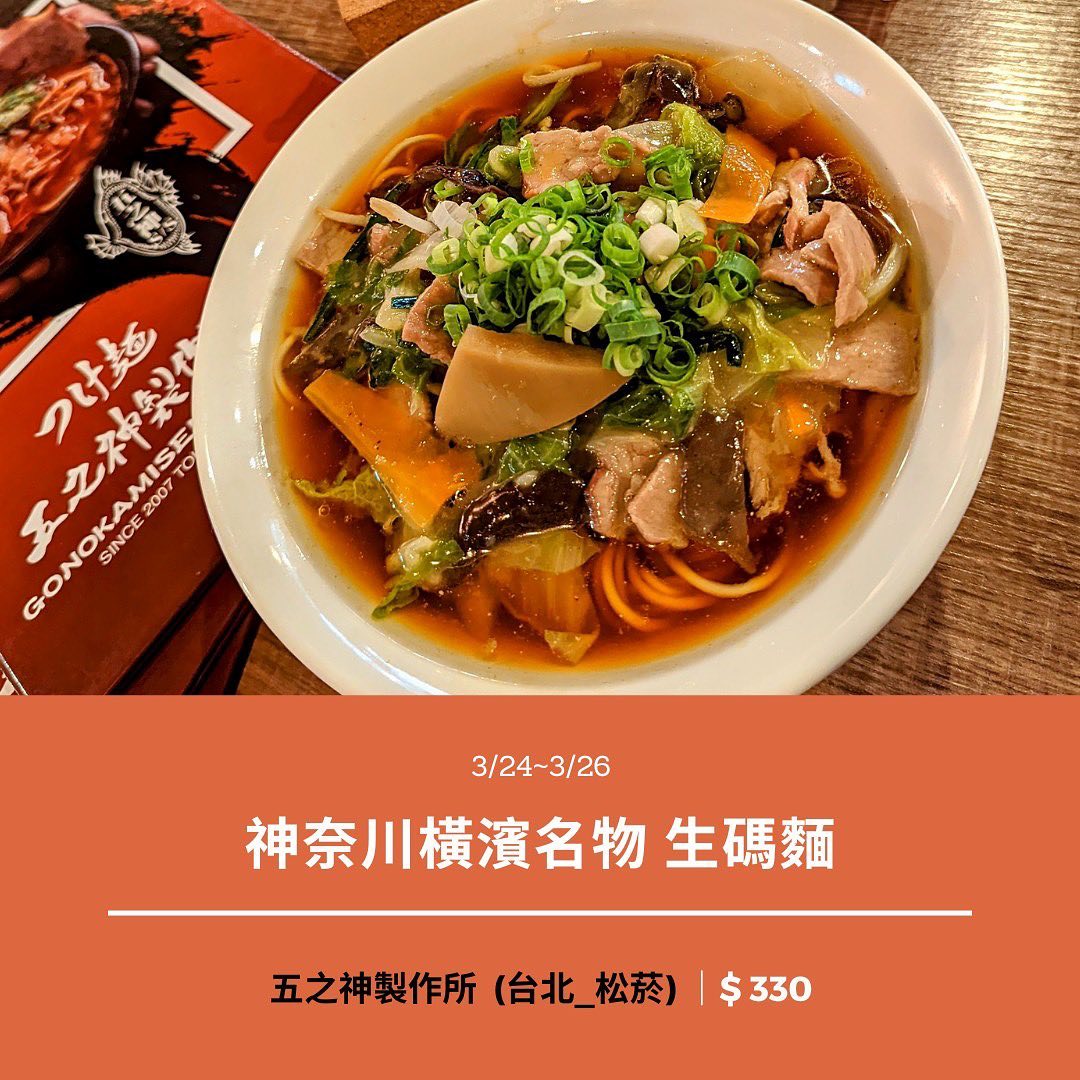 つけ麺
五之神製作
GONOKAMISE
SINCE 2007 TO
3/24~3/26
神奈川橫濱名物 生碼麵
五之神製作所 (台北_松菸)｜$ 330